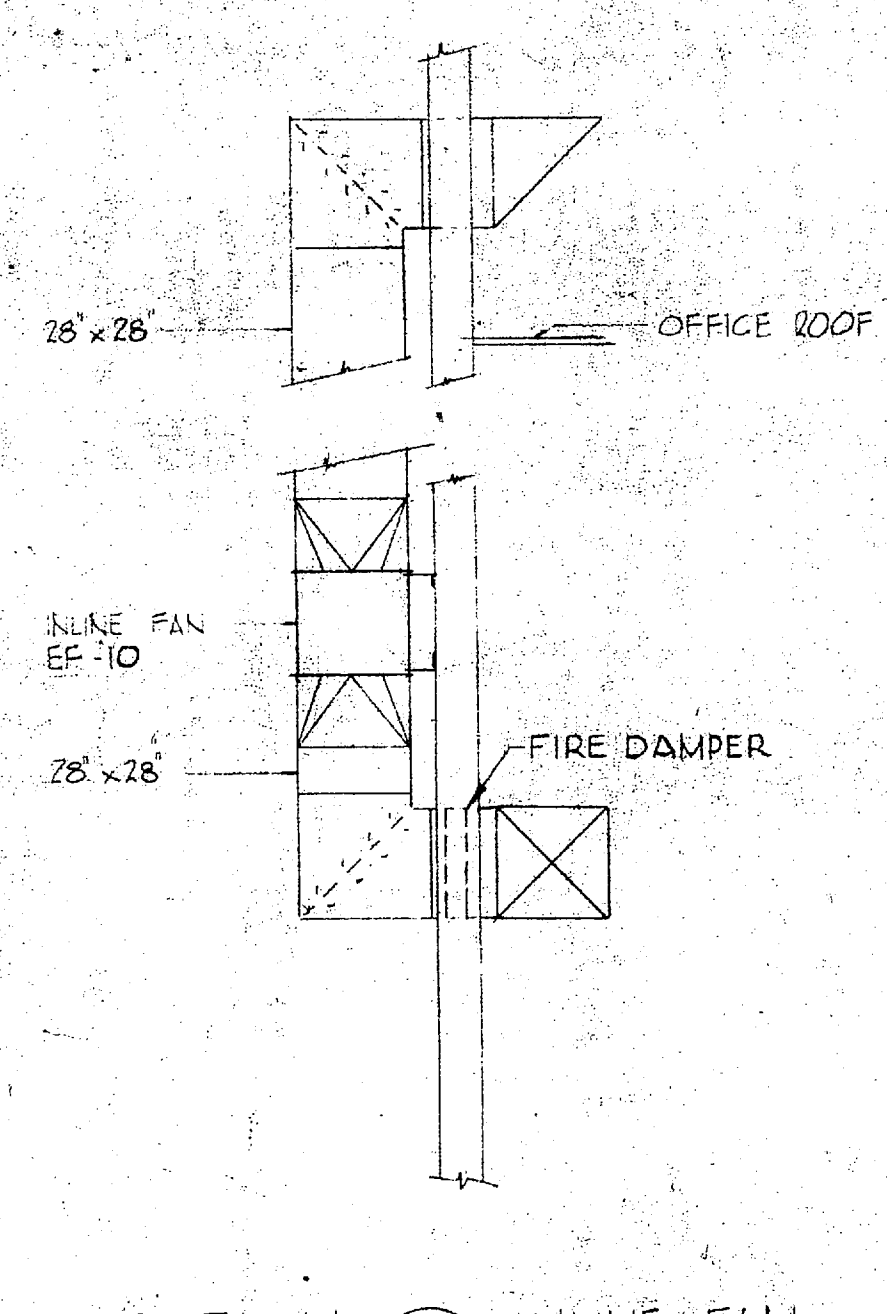 28" x 28"
OFFICE ROOF
INLINE FAN
EF-10
28" x 28"
FIRE DAMPER